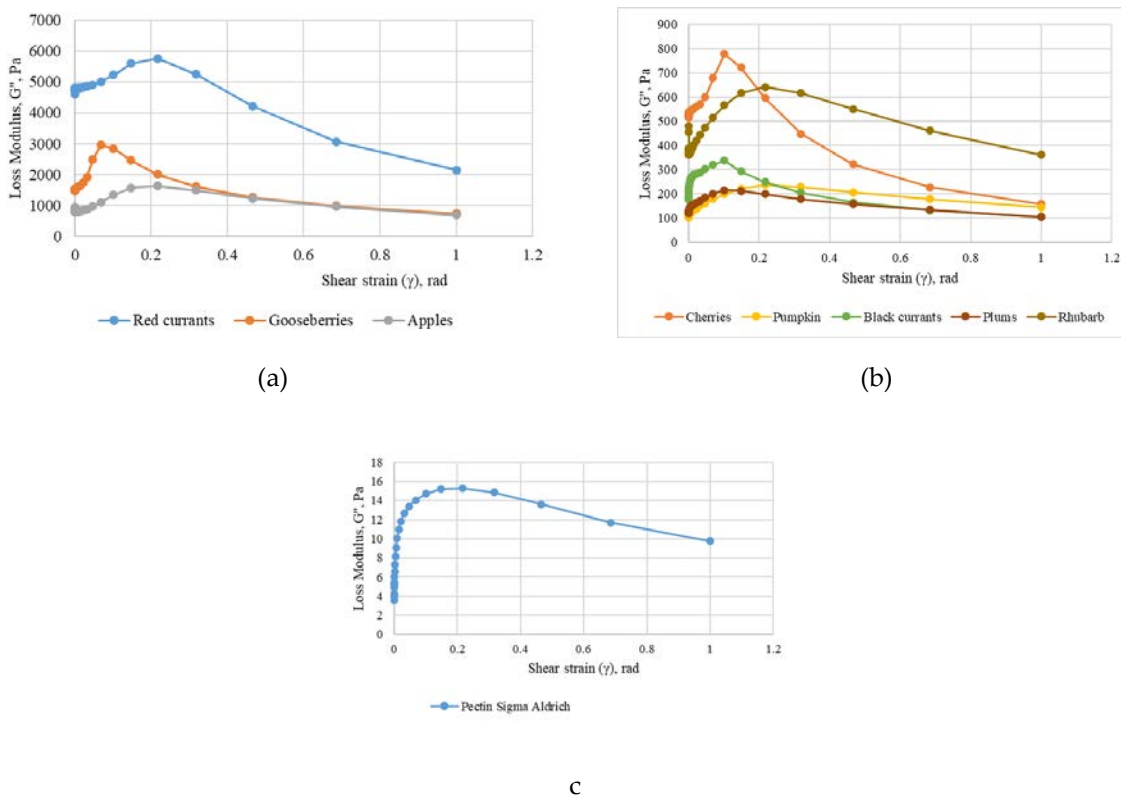 7000
6000
5000
4000
3000
2000
1000
0
Loss Modulus, G'', Pa
0 0.2 0.4 0.6 0.8 1 1.2
Shear strain (γ), rad
Red currants Gooseberries Apples
(a)
900
800
700
600
500
400
300
200
100
0
Loss Modulus, G'', Pa
0 0.2 0.4 0.6 0.8 1 1.2
Shear strain (γ), rad
Cherries Pumpkin Black currants Plums Rhubarb
(b)
18
16
14
12
10
8
6
4
2
0
Loss Modulus, G'', Pa
0 0.2 0.4 0.6 0.8 1 1.2
Shear strain (γ), rad
Pectin Sigma Aldrich
c